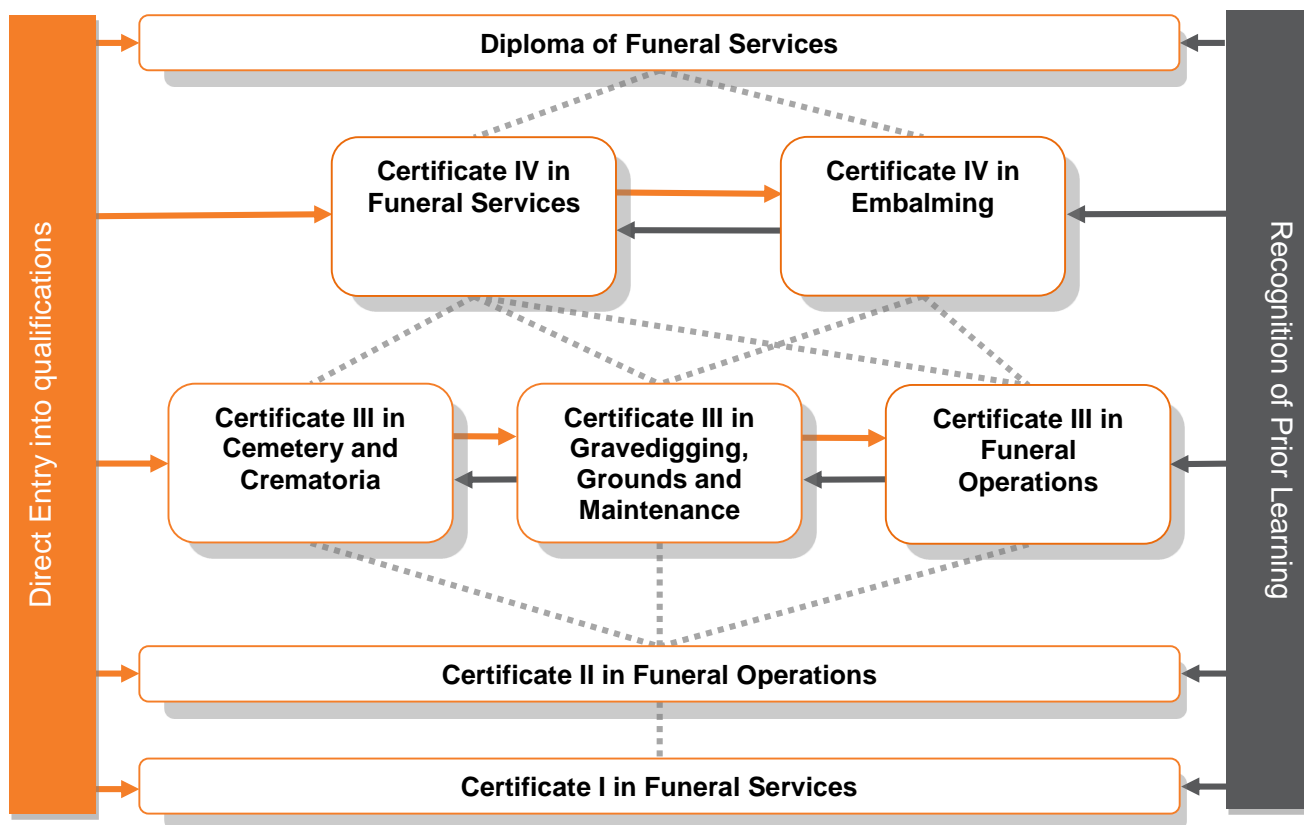 Diploma of Funeral Services
Direct Entry into qualifications
Recognition of Prior Learning
Certificate IV in
Funeral Services
Certificate IV in
Embalming
Certificate III in
Cemetery and
Crematoria
Certificate III in
Gravedigging,
Grounds and
Maintenance
Certificate III in
Funeral
Operations
Certificate II in Funeral Operations
Certificate I in Funeral Services